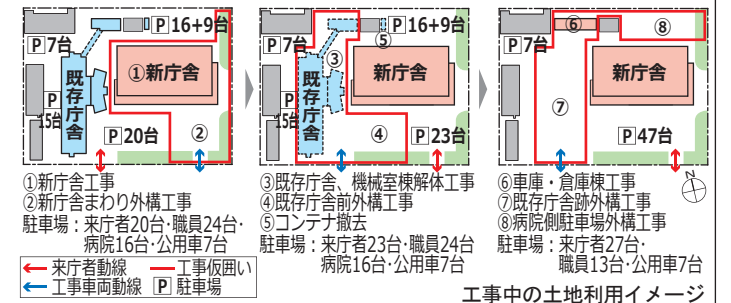 P 16+9台
P 7台
①新庁舎
既存庁舎
P 15台
P 20台
②
①新庁舎工事
②新庁舎まわり外構工事
駐車場：来庁者20台・職員24台・
病院16台・公用車7台
← 来庁者動線 — 工事仮囲い
← 工事車両動線 P 駐車場
P 16+9台
P 7台
⑤
③
新庁舎
既存庁舎
P 15台
④
P 23台
③既存庁舎、機械室棟解体工事
④既存庁舎前外構工事
⑤コンテナ撤去
駐車場：来庁者23台・職員24台
病院16台・公用車7台
⑥
⑧
P 7台
新庁舎
⑦
P 47台
N
⑥車庫・倉庫棟工事
⑦既存庁舎跡外構工事
⑧病院側駐車場外構工事
駐車場：来庁者27台・
職員13台・公用車7台
工事中の土地利用イメージ